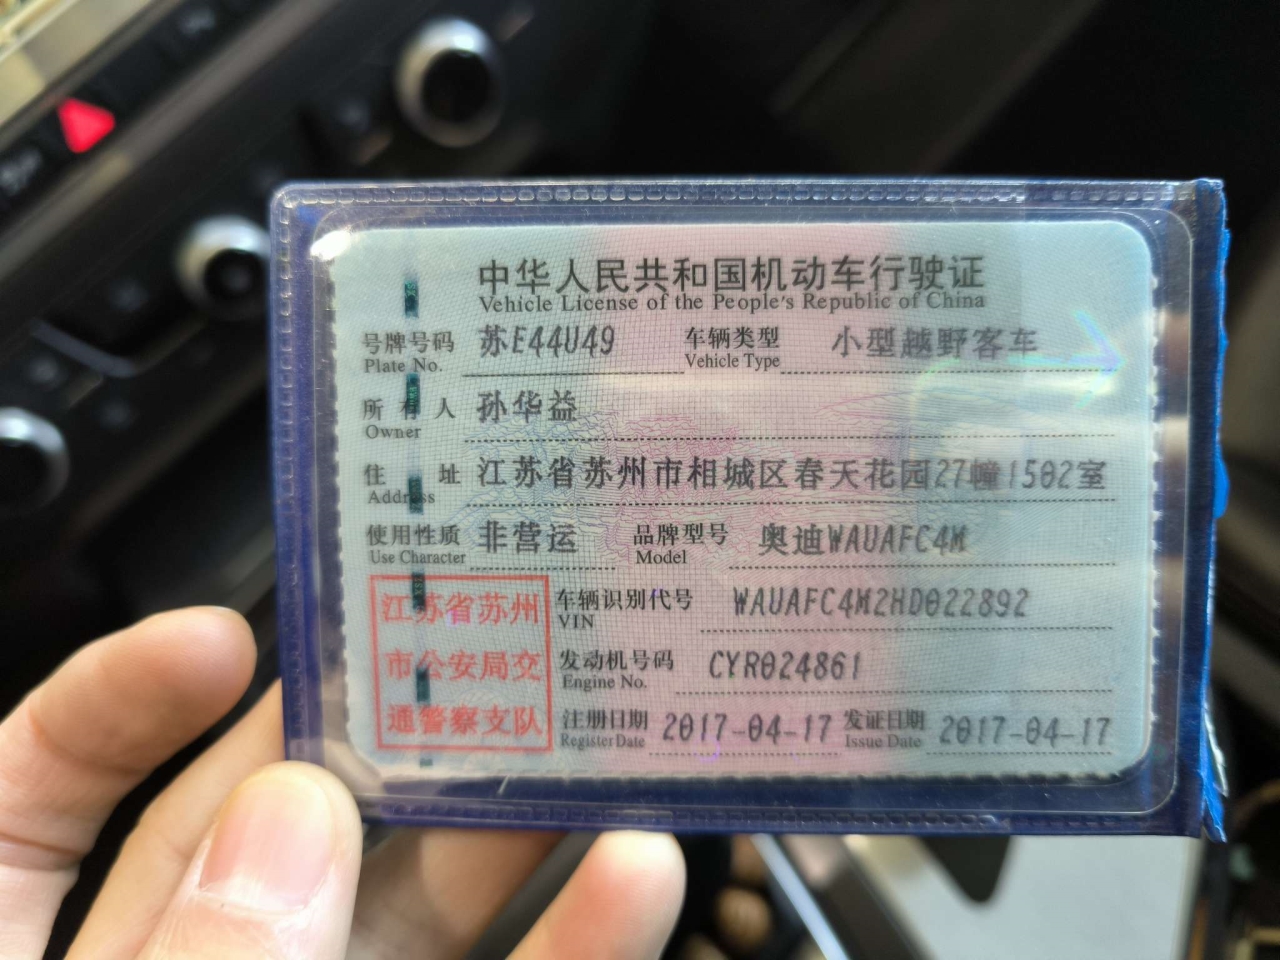 中华人民共和国机动车行驶证
Vehicle License of the People's Republic of China
号牌号码 苏E44U49 车辆类型 小型越野客车
Plate No. Vehicle Type
所有人 孙华益
Owner
住址 江苏省苏州市相城区春天花园27幢1502室
Address
使用性质 非营运 品牌型号 奥迪WAUAFC4M
Use Character Model
江苏省苏州
市公安局交
通警察支队
车辆识别代号 WAUAFC4M2HD022892
VIN
发动机号码 CYR024861
Engine No.
注册日期 2017-04-17 发证日期 2017-04-17
Register Date Issue Date